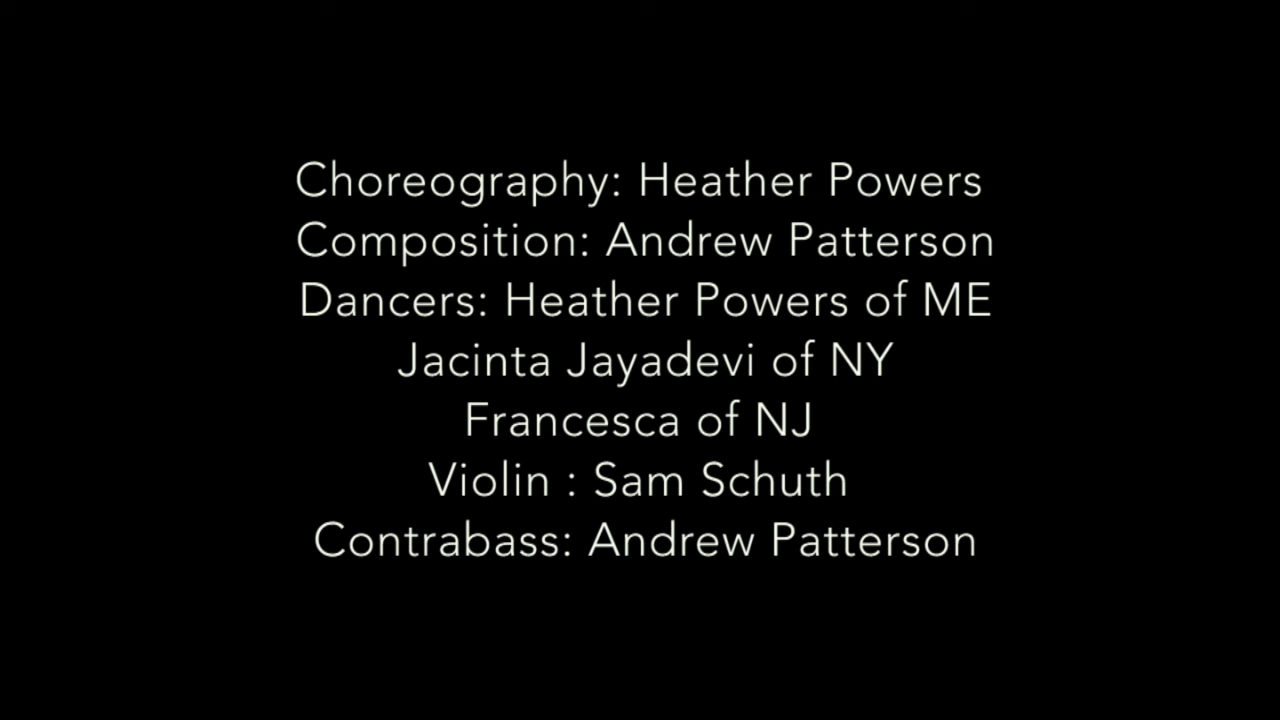 Choreography: Heather Powers
Composition: Andrew Patterson
Dancers: Heather Powers of ME
Jacinta Jayadevi of NY
Francesca of NJ
Violin : Sam Schuth
Contrabass: Andrew Patterson